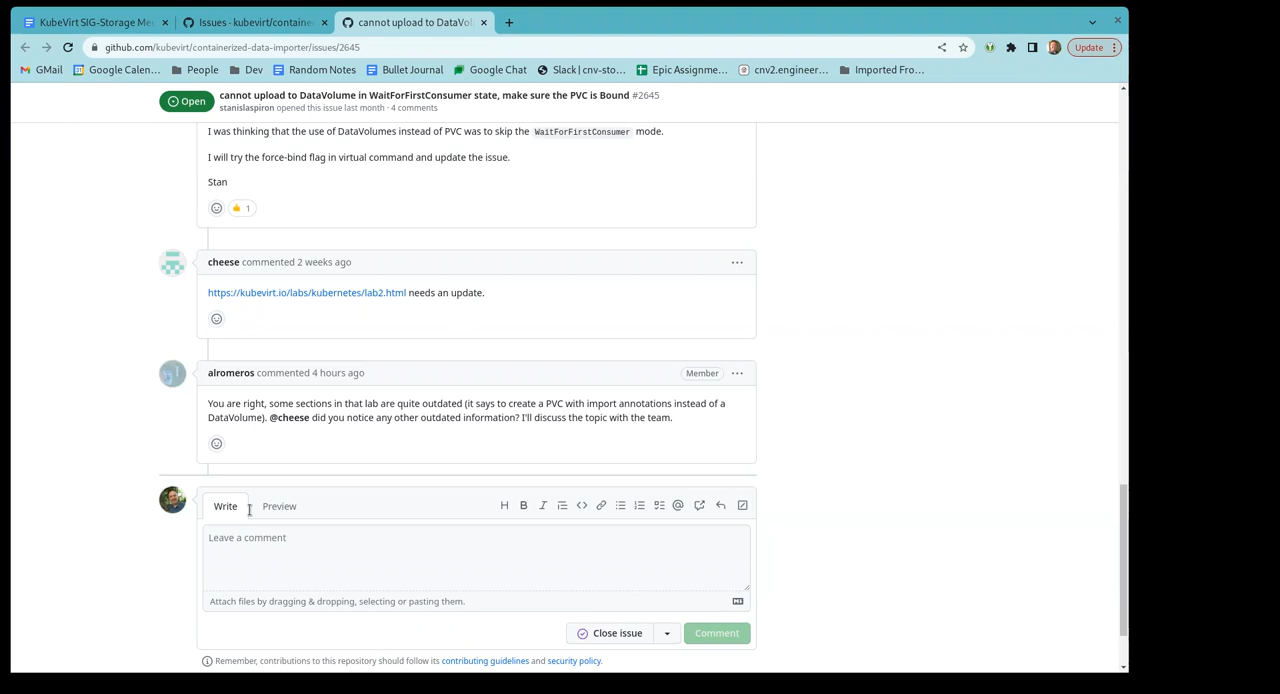 KubeVirt SIG-Storage Me
Issues · kubevirt/containe
cannot upload to DataVol
github.com/kubevirt/containerized-data-importer/issues/2645
Update
GMail
Google Calen...
People
Dev
Random Notes
Bullet Journal
Google Chat
Slack | cnv-sto...
Epic Assignme...
cnv2.engineer...
Imported Fro...
Open
cannot upload to DataVolume in WaitForFirstConsumer state, make sure the PVC is Bound #2645
stanislaspiron opened this issue last month · 4 comments
I was thinking that the use of DataVolumes instead of PVC was to skip the WaitForFirstConsumer mode.
I will try the force-bind flag in virtual command and update the issue.
Stan
1
cheese commented 2 weeks ago
https://kubevirt.io/labs/kubernetes/lab2.html needs an update.
alromeros commented 4 hours ago
Member
You are right, some sections in that lab are quite outdated (it says to create a PVC with import annotations instead of a
DataVolume). @cheese did you notice any other outdated information? I'll discuss the topic with the team.
Write
Preview
Leave a comment
Attach files by dragging & dropping, selecting or pasting them.
Close issue
Comment
Remember, contributions to this repository should follow its contributing guidelines and security policy.